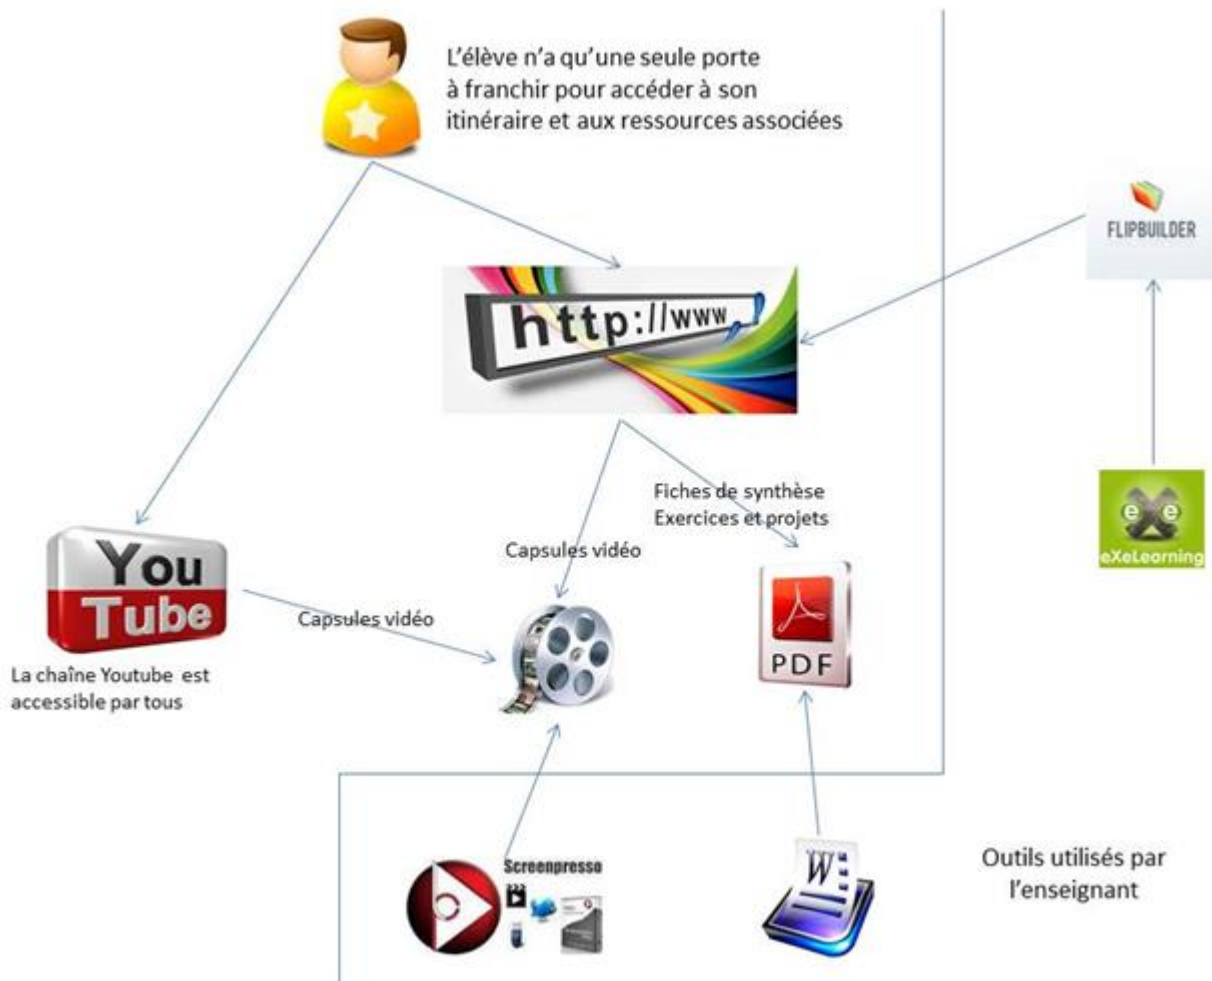 L'élève n'a qu'une seule porte
à franchir pour accéder à son
itinéraire et aux ressources associées
FLIPBUILDER
http://www
eXe
eXeLearning
Fiches de synthèse
Exercices et projets
Capsules vidéo
You
Tube
Capsules vidéo
PDF
La chaîne Youtube est
accessible par tous
Screenpresso
W
Outils utilisés par
l'enseignant